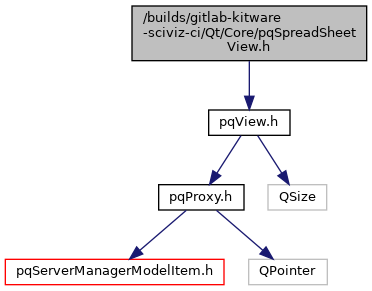 /builds/gitlab-kitware
-sciviz-ci/Qt/Core/pqSpreadSheet
View.h
pqView.h
pqProxy.h
QSize
pqServerManagerModelItem.h
QPointer